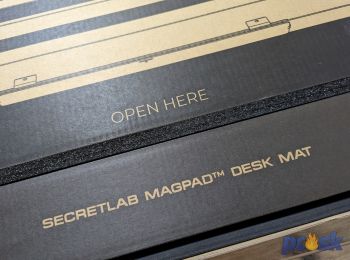 OPEN HERE
SECRETLAB MAGPAD™ DESK MAT